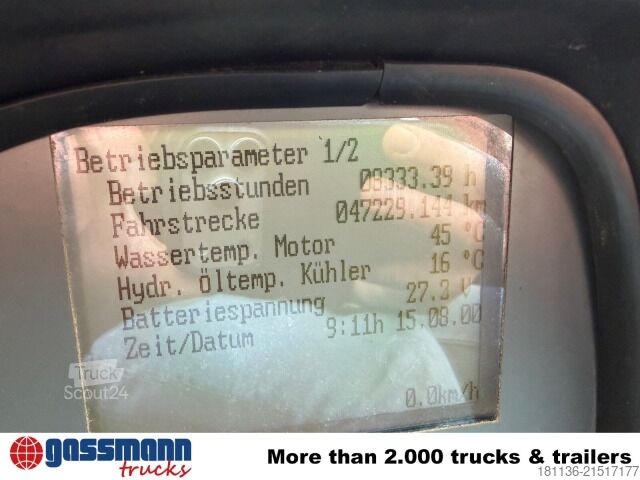 Betriebsparameter 1/2
Betriebsstunden 08333.39 h
Fahrstrecke 047229.144 km
Wassertemp. Motor 45 °C
Hydr. Öltemp. Kühler 16 °C
Batteriespannung 27.3 V
Zeit/Datum 9:11h 15.08.00
0.0km/h
Truck
Scout24
gassmann
trucks
More than 2.000 trucks & trailers
181136-21517177